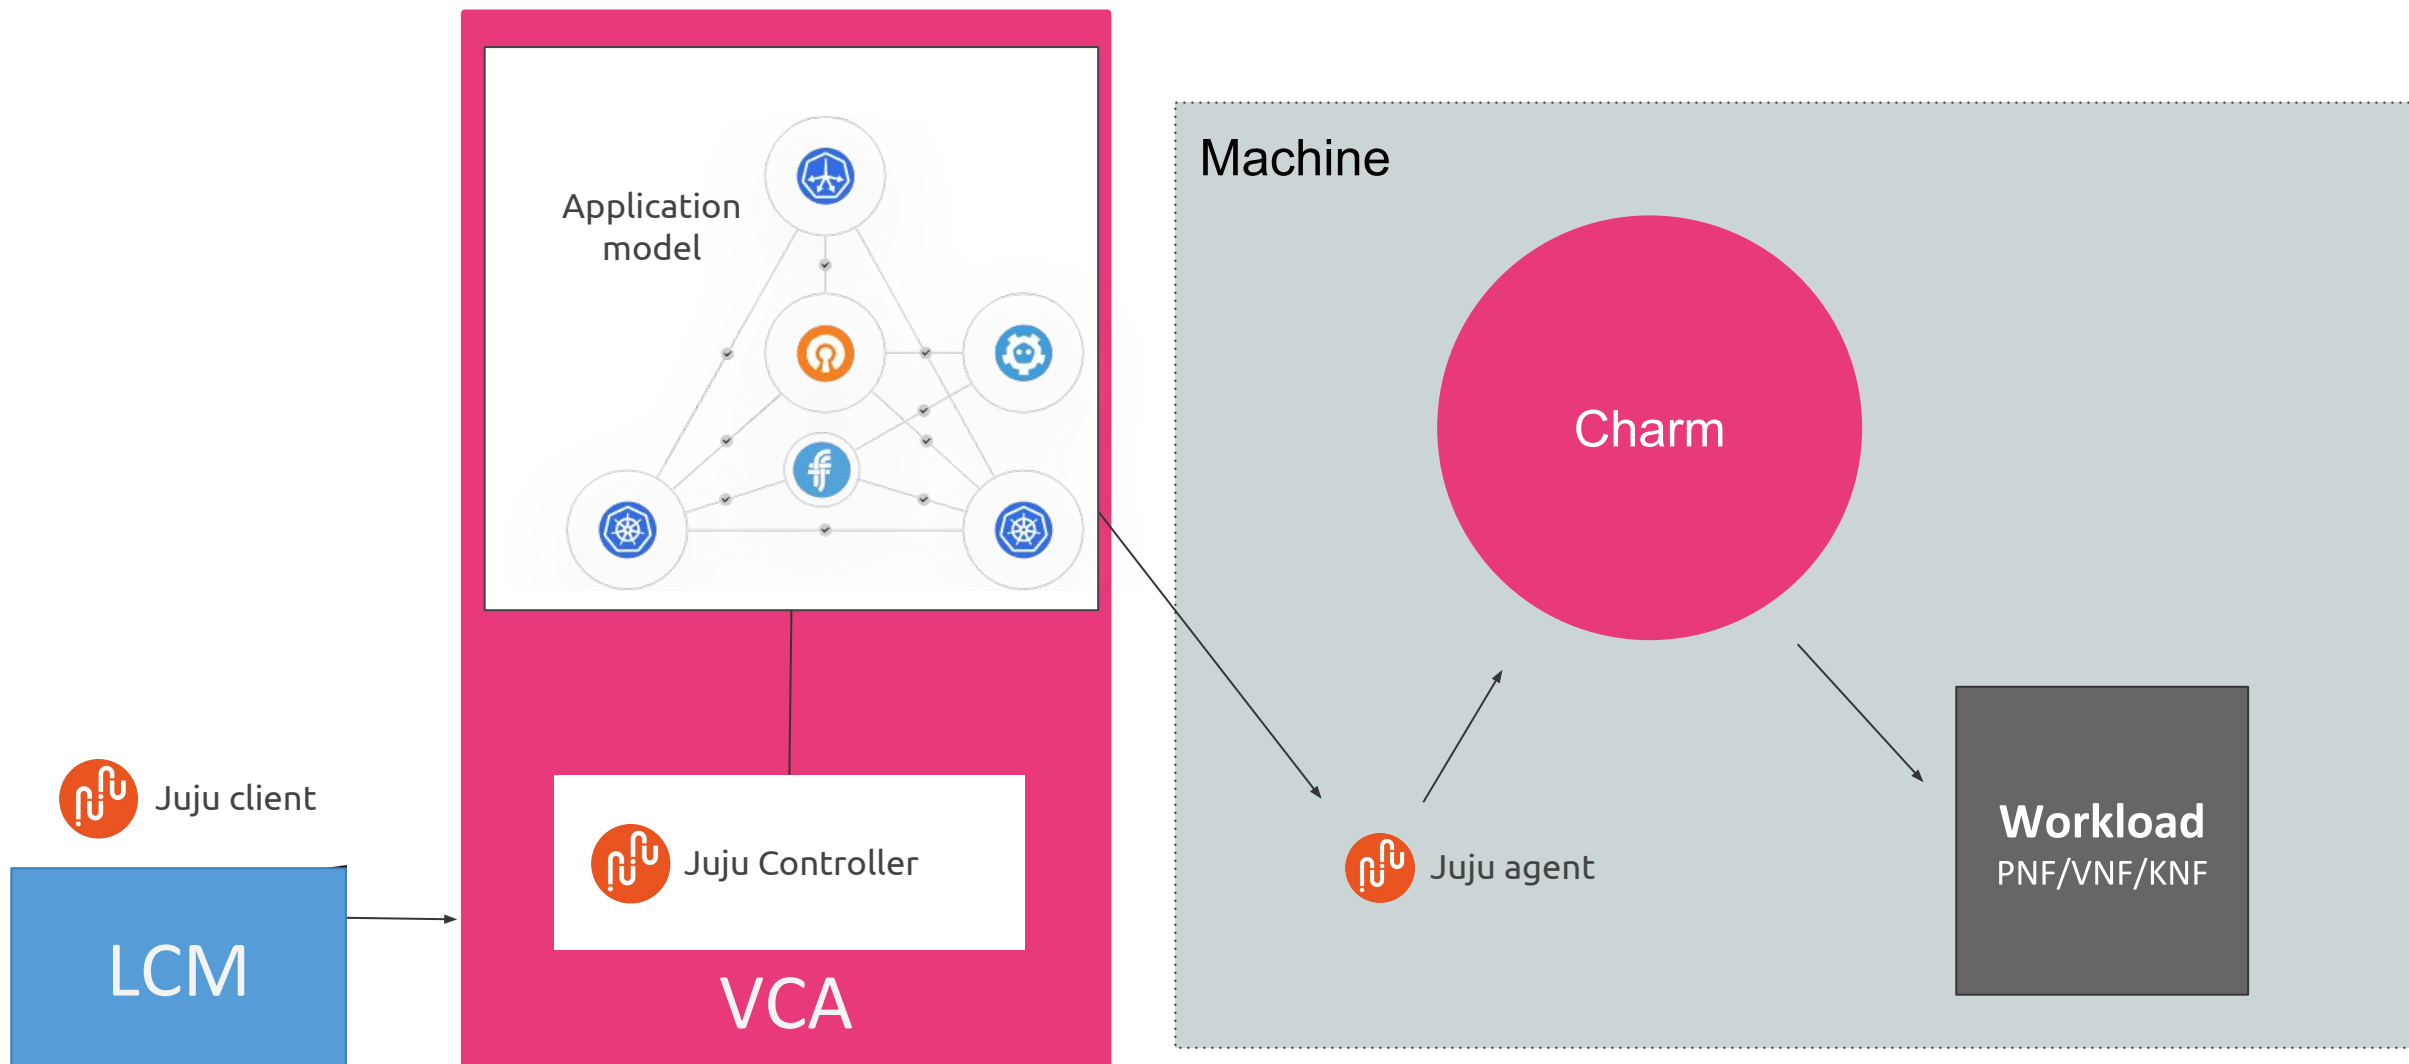 Application
model
Machine
Charm
Juju client
Juju Controller
Juju agent
Workload
PNF/VNF/KNF
LCM
VCA